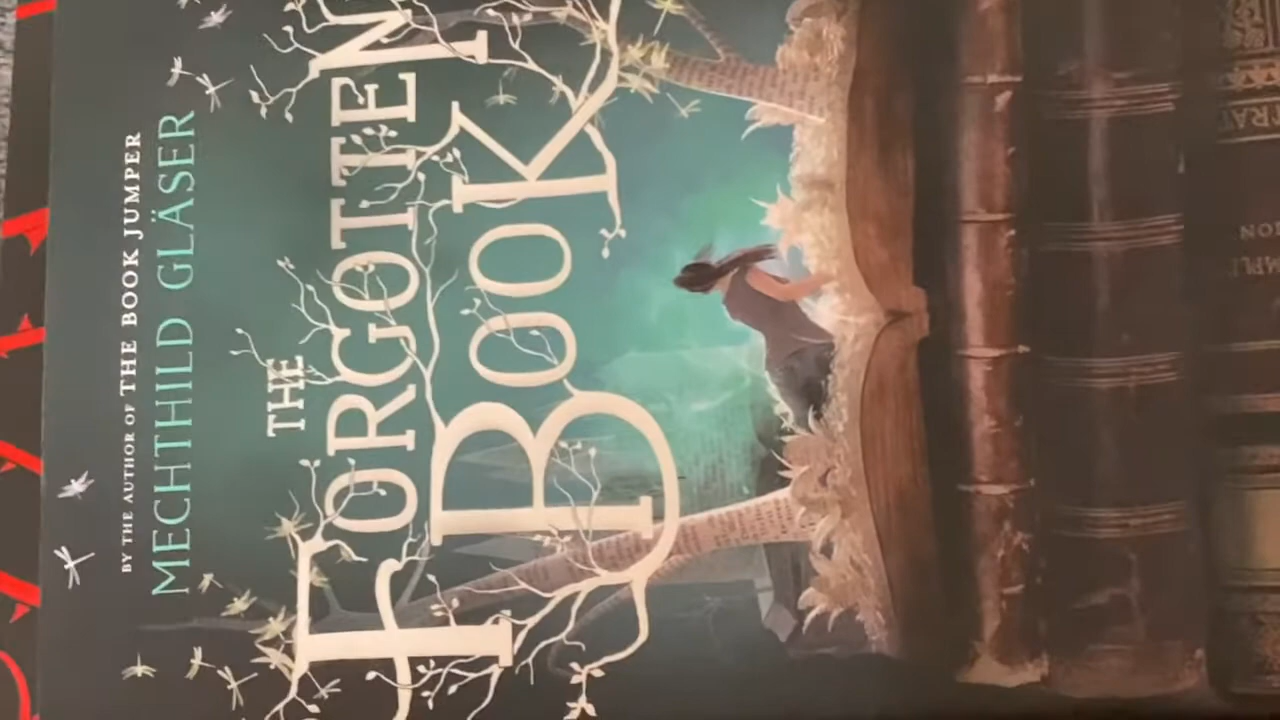 BY THE AUTHOR OF THE BOOK JUMPER
MECHTHILD GLÄSER
THE
FORGOTTEN
BOOK